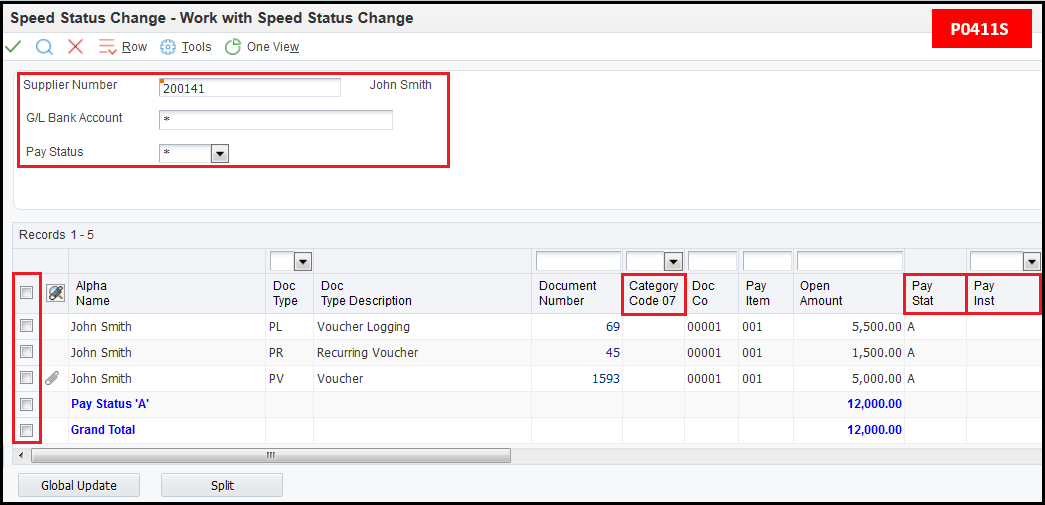 Speed Status Change - Work with Speed Status Change
P0411S
Row Tools One View
Supplier Number 200141 John Smith
G/L Bank Account *
Pay Status *
Records 1 - 5
Alpha Name Doc Type Doc Type Description Document Number Category Code 07 Doc Co Pay Item Open Amount Pay Stat Pay Inst
John Smith PL Voucher Logging 69 00001 001 5,500.00 A
John Smith PR Recurring Voucher 45 00001 001 1,500.00 A
John Smith PV Voucher 1593 00001 001 5,000.00 A
Pay Status 'A' 12,000.00
Grand Total 12,000.00
Global Update Split